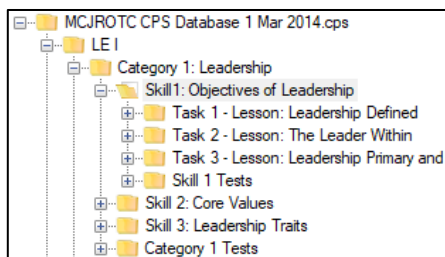 MCJROTC CPS Database 1 Mar 2014.cps
LE I
Category 1: Leadership
Skill1: Objectives of Leadership
Task 1 - Lesson: Leadership Defined
Task 2 - Lesson: The Leader Within
Task 3 - Lesson: Leadership Primary and
Skill 1 Tests
Skill 2: Core Values
Skill 3: Leadership Traits
Category 1 Tests